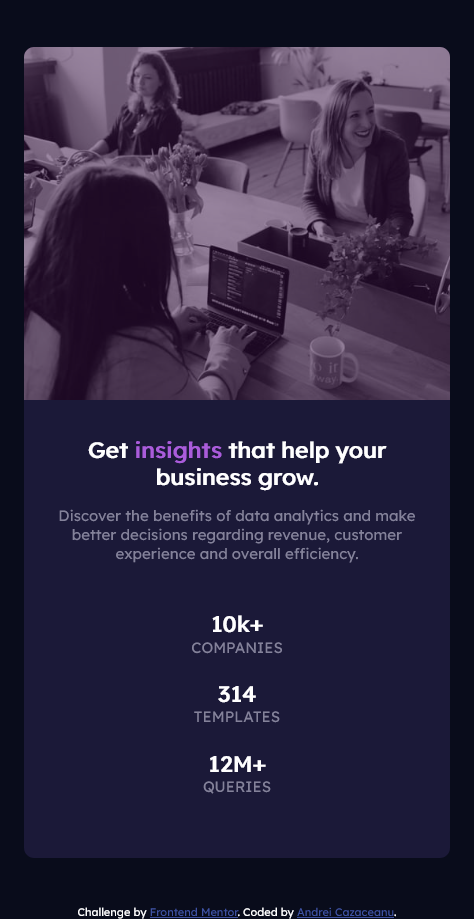 Get insights that help your
business grow.
Discover the benefits of data analytics and make
better decisions regarding revenue, customer
experience and overall efficiency.
10k+
COMPANIES
314
TEMPLATES
12M+
QUERIES
Challenge by Frontend Mentor. Coded by Andrei Cazaceanu.